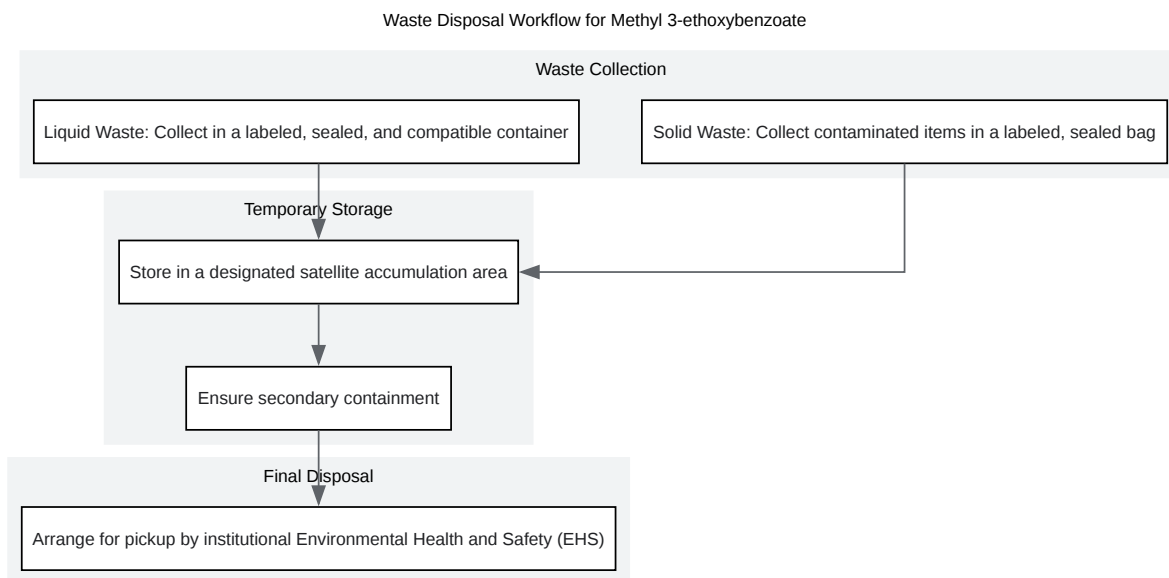 Waste Disposal Workflow for Methyl 3-ethoxybenzoate
Waste Collection
Liquid Waste: Collect in a labeled, sealed, and compatible container
Solid Waste: Collect contaminated items in a labeled, sealed bag
Temporary Storage
Store in a designated satellite accumulation area
Ensure secondary containment
Final Disposal
Arrange for pickup by institutional Environmental Health and Safety (EHS)